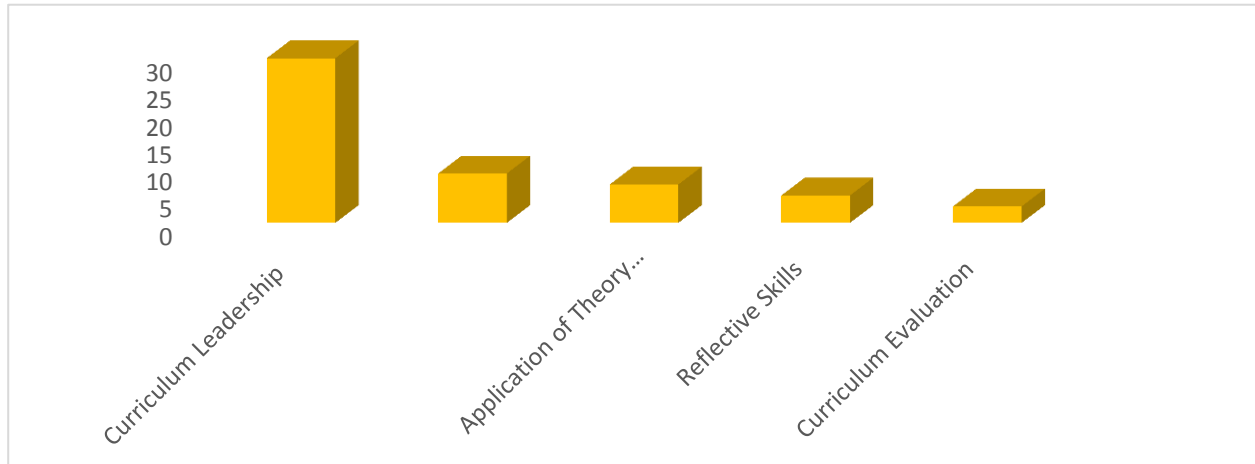 30
25
20
15
10
5
0
Curriculum Leadership
Application of Theory...
Reflective Skills
Curriculum Evaluation